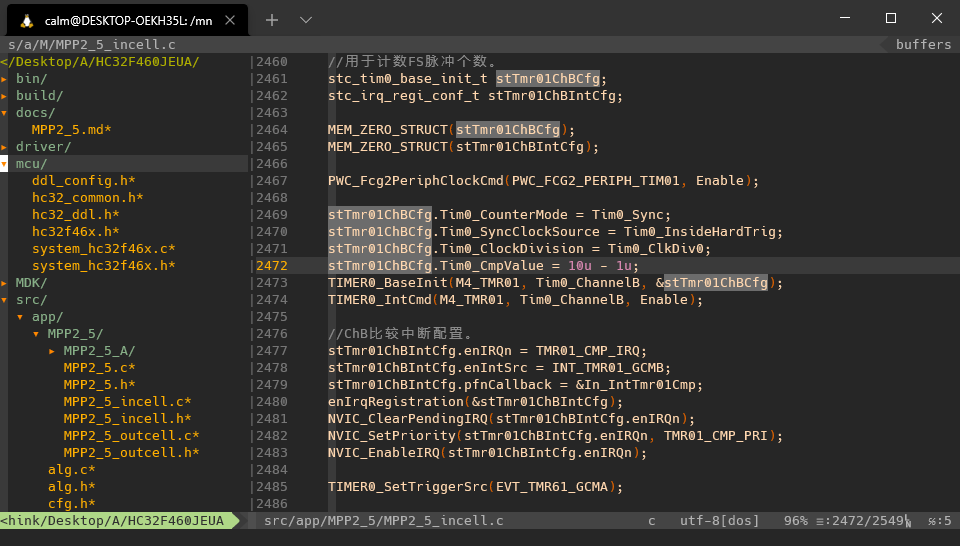 calm@DESKTOP-OEKH35L: /mn
s/a/M/MPP2_5_incell.c
buffers
</Desktop/A/HC32F460JEUA/
▸ bin/
▸ build/
▾ docs/
MPP2_5.md*
▸ driver/
▾ mcu/
ddl_config.h*
hc32_common.h*
hc32_ddl.h*
hc32f46x.h*
system_hc32f46x.c*
system_hc32f46x.h*
▸ MDK/
▾ src/
▾ app/
▾ MPP2_5/
▸ MPP2_5_A/
MPP2_5.c*
MPP2_5.h*
MPP2_5_incell.c*
MPP2_5_incell.h*
MPP2_5_outcell.c*
MPP2_5_outcell.h*
alg.c*
alg.h*
cfg.h*
2460 //用于计数FS脉冲个数。
2461 stc_tim0_base_init_t stTmr01ChBCfg;
2462 stc_irq_regi_conf_t stTmr01ChBIntCfg;
2463
2464 MEM_ZERO_STRUCT(stTmr01ChBCfg);
2465 MEM_ZERO_STRUCT(stTmr01ChBIntCfg);
2466
2467 PWC_Fcg2PeriphClockCmd(PWC_FCG2_PERIPH_TIM01, Enable);
2468
2469 stTmr01ChBCfg.Tim0_CounterMode = Tim0_Sync;
2470 stTmr01ChBCfg.Tim0_SyncClockSource = Tim0_InsideHardTrig;
2471 stTmr01ChBCfg.Tim0_ClockDivision = Tim0_ClkDiv0;
2472 stTmr01ChBCfg.Tim0_CmpValue = 10u - 1u;
2473 TIMER0_BaseInit(M4_TMR01, Tim0_ChannelB, &stTmr01ChBCfg);
2474 TIMER0_IntCmd(M4_TMR01, Tim0_ChannelB, Enable);
2475
2476 //ChB比较中断配置。
2477 stTmr01ChBIntCfg.enIRQn = TMR01_CMP_IRQ;
2478 stTmr01ChBIntCfg.enIntSrc = INT_TMR01_GCMB;
2479 stTmr01ChBIntCfg.pfnCallback = &In_IntTmr01Cmp;
2480 enIrqRegistration(&stTmr01ChBIntCfg);
2481 NVIC_ClearPendingIRQ(stTmr01ChBIntCfg.enIRQn);
2482 NVIC_SetPriority(stTmr01ChBIntCfg.enIRQn, TMR01_CMP_PRI);
2483 NVIC_EnableIRQ(stTmr01ChBIntCfg.enIRQn);
2484
2485 TIMER0_SetTriggerSrc(EVT_TMR61_GCMA);
2486
<hink/Desktop/A/HC32F460JEUA
src/app/MPP2_5/MPP2_5_incell.c
c
utf-8[dos]
96% ≡:2472/2549 ℅:5